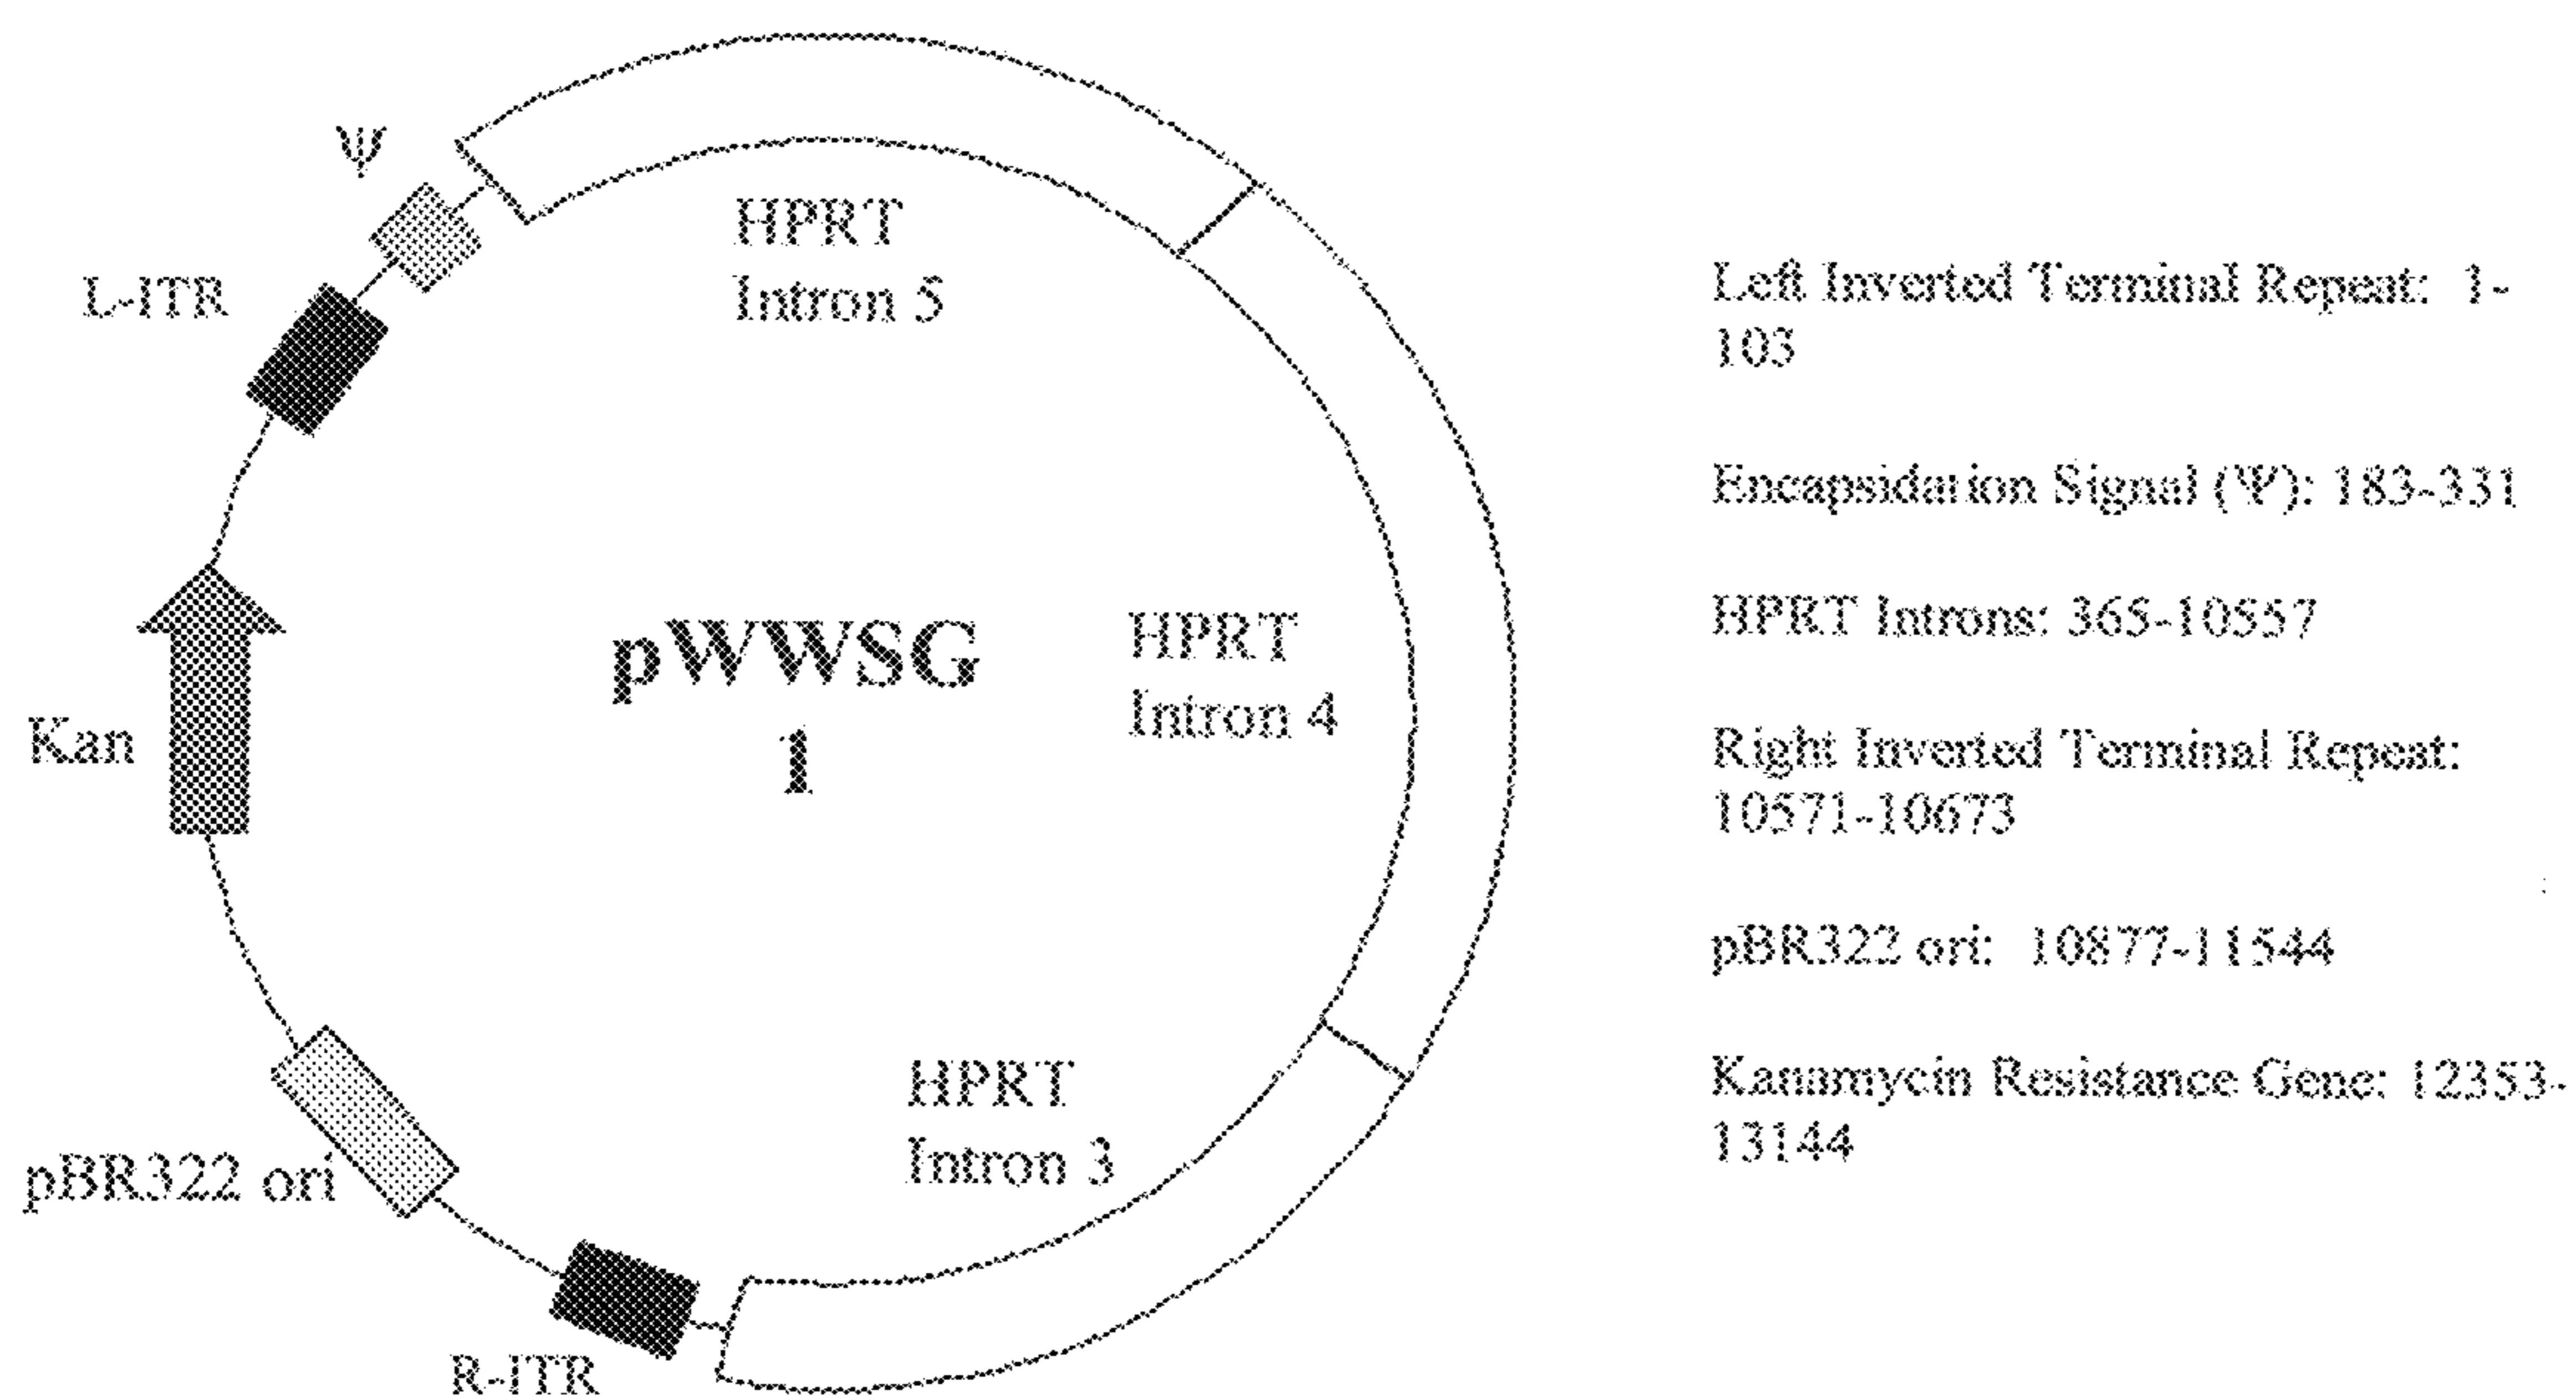 Ψ
L-ITR
HPRT
Intron 5
Kan
pWWSG
1
HPRT
Intron 4
HPRT
Intron 3
pBR322 ori
R-ITR
Left Inverted Terminal Repeat: 1-
103
Encapsidation Signal (Ψ): 183-331
HPRT Introns: 365-10557
Right Inverted Terminal Repeat:
10571-10673
pBR322 ori: 10877-11544
Kanamycin Resistance Gene: 12353-
13144